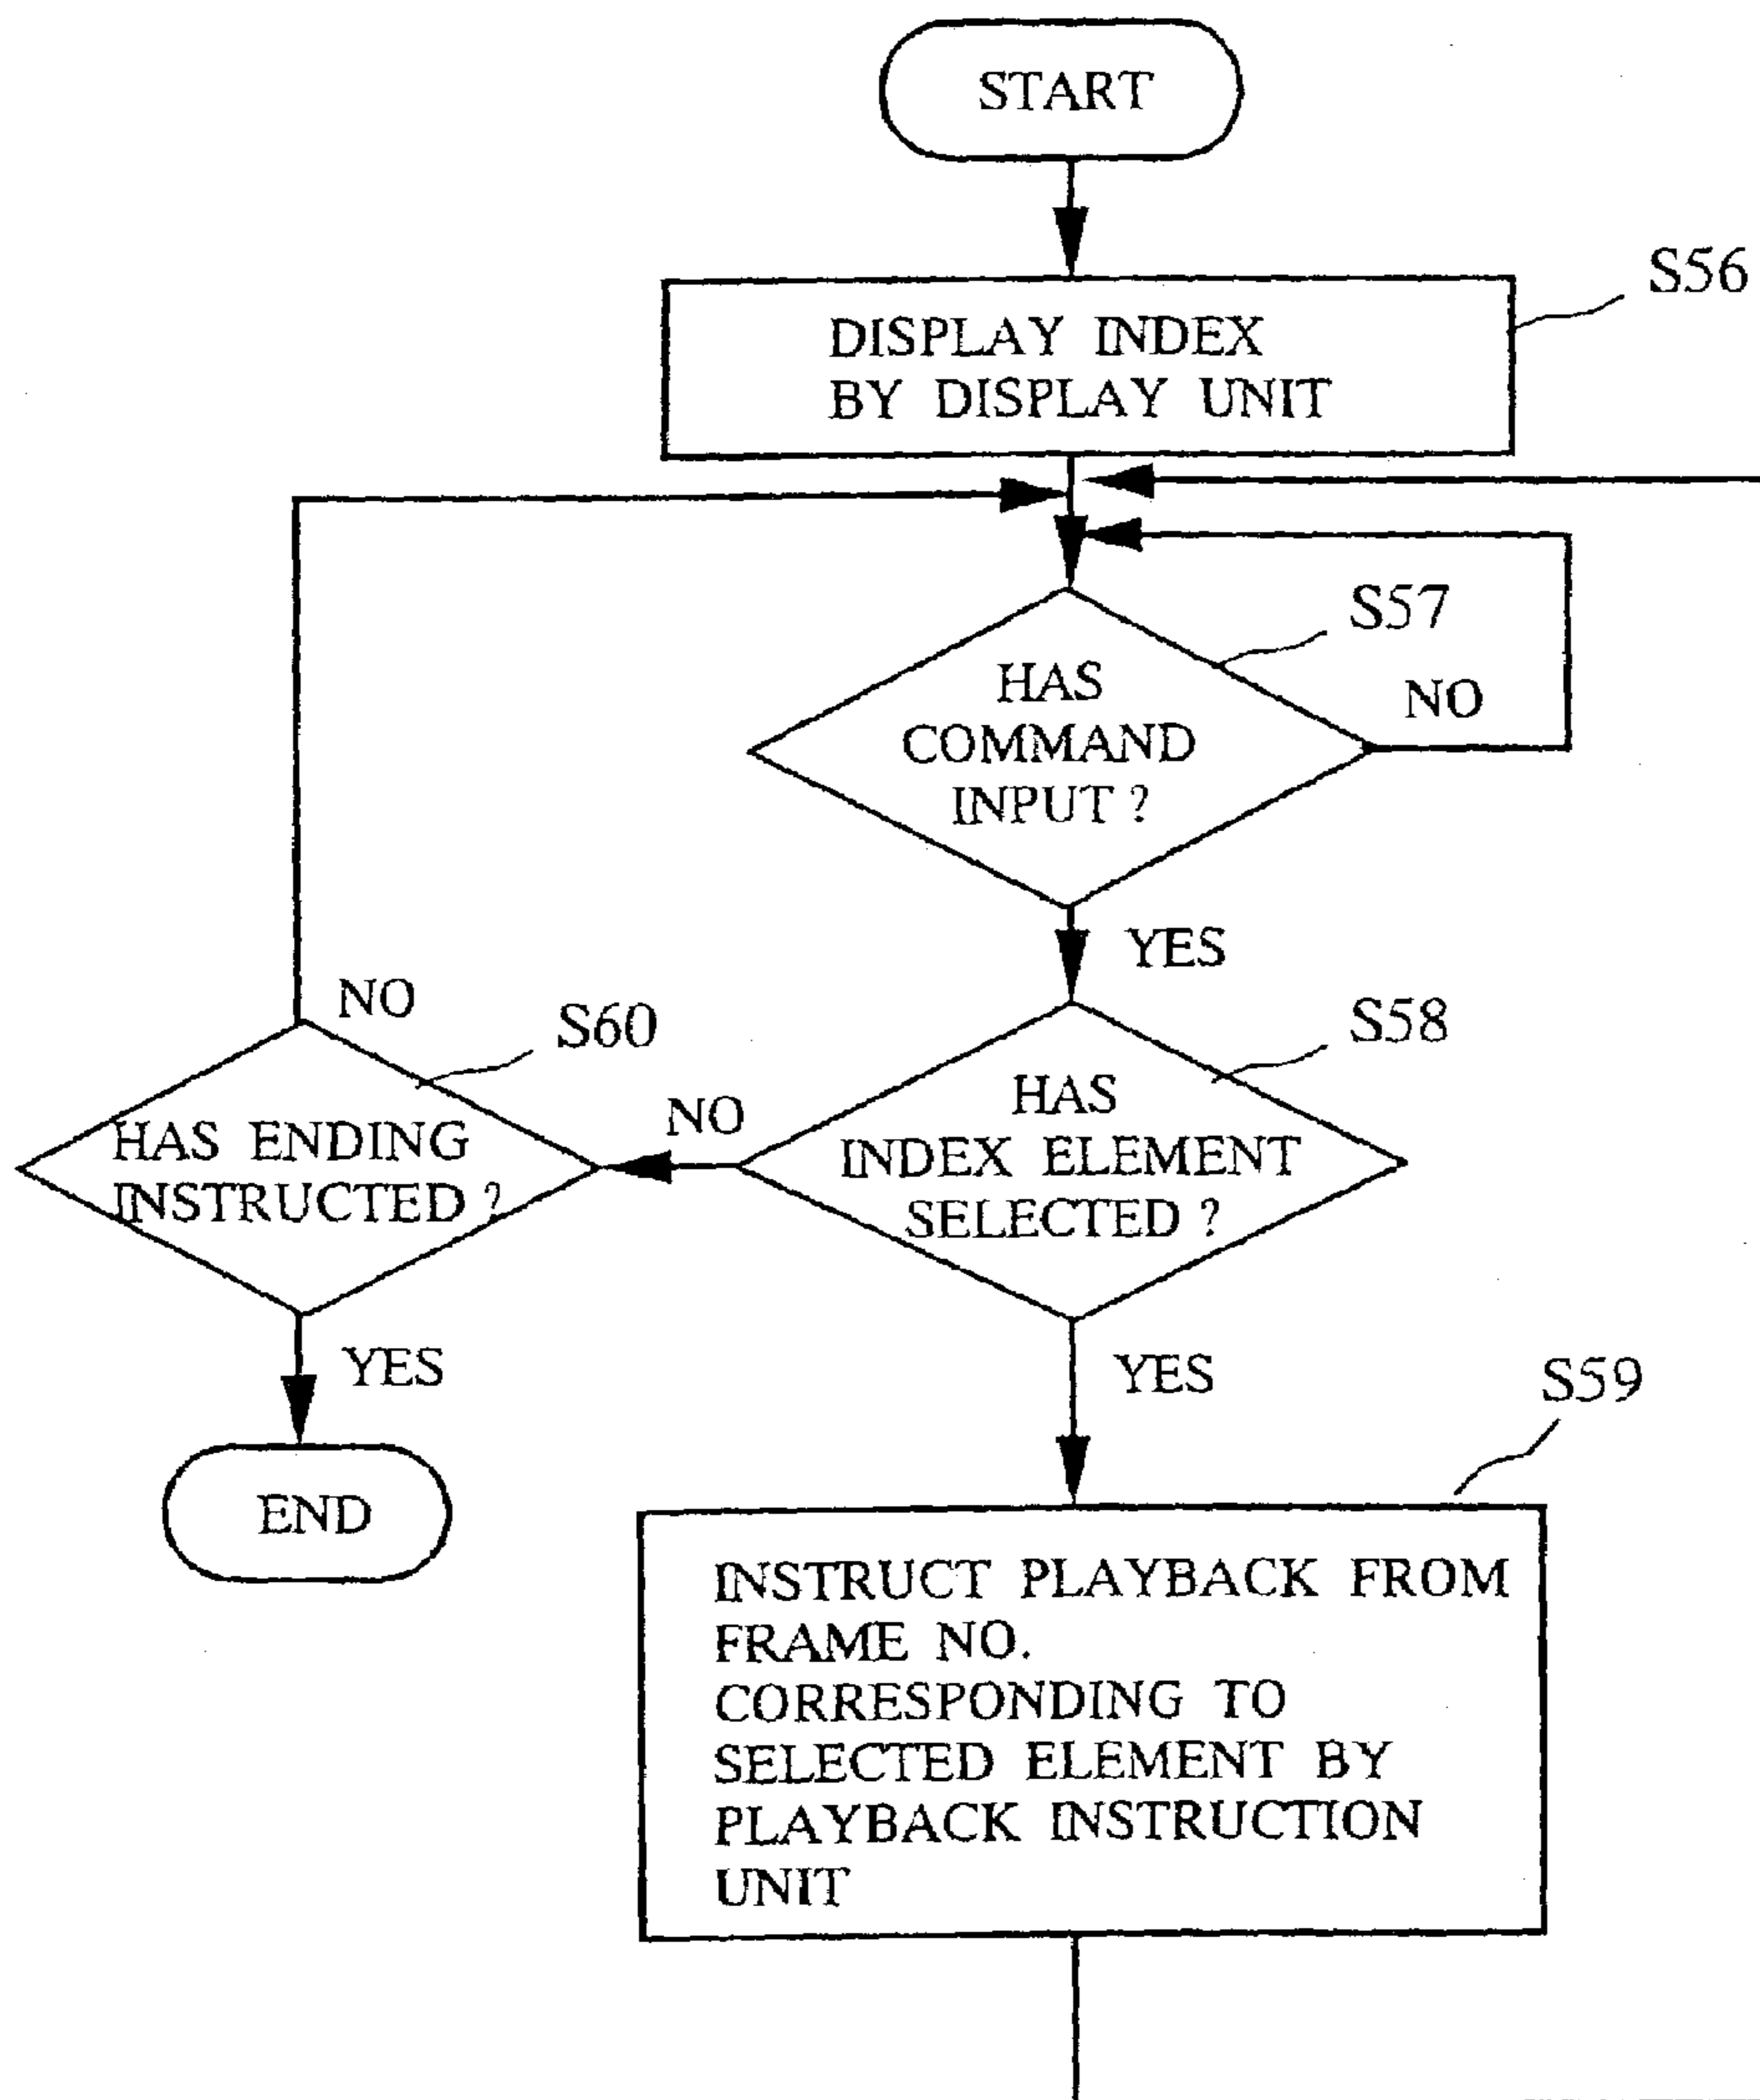 START
S56
DISPLAY INDEX
BY DISPLAY UNIT
S57
HAS
COMMAND
INPUT ?
NO
YES
NO
S60
S58
HAS
INDEX ELEMENT
SELECTED ?
NO
HAS ENDING
INSTRUCTED ?
YES
YES
END
S59
INSTRUCT PLAYBACK FROM
FRAME NO.
CORRESPONDING TO
SELECTED ELEMENT BY
PLAYBACK INSTRUCTION
UNIT